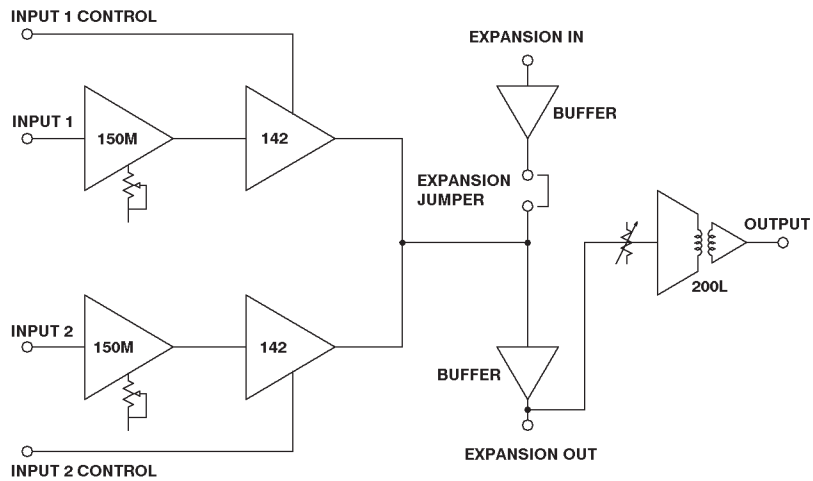 INPUT 1 CONTROL
EXPANSION IN
INPUT 1
150M
142
BUFFER
EXPANSION
JUMPER
OUTPUT
200L
INPUT 2
150M
142
BUFFER
EXPANSION OUT
INPUT 2 CONTROL